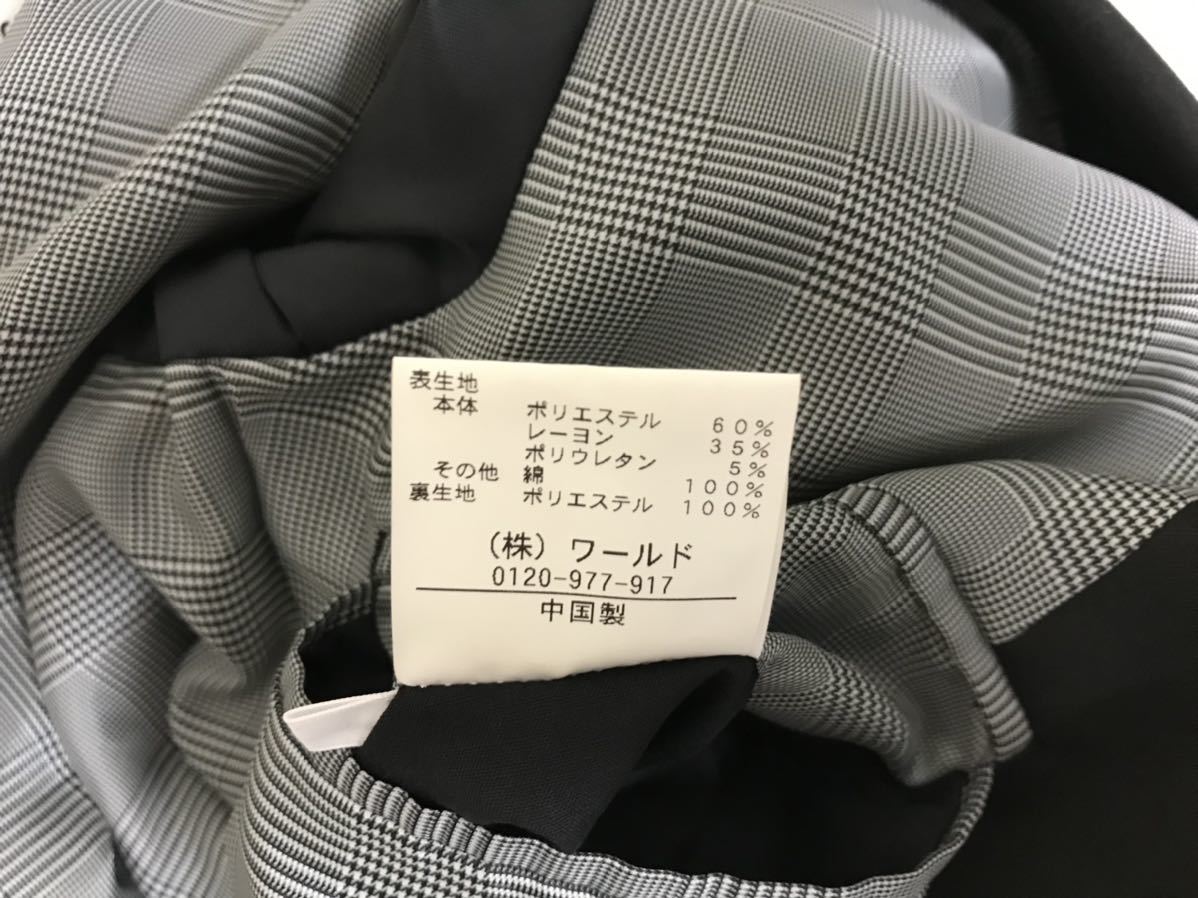 表生地
本体 ポリエステル 60%
レーヨン 35%
ポリウレタン 5%
その他 綿 100%
裏生地 ポリエステル 100%
(株) ワールド
0120-977-917
中国製